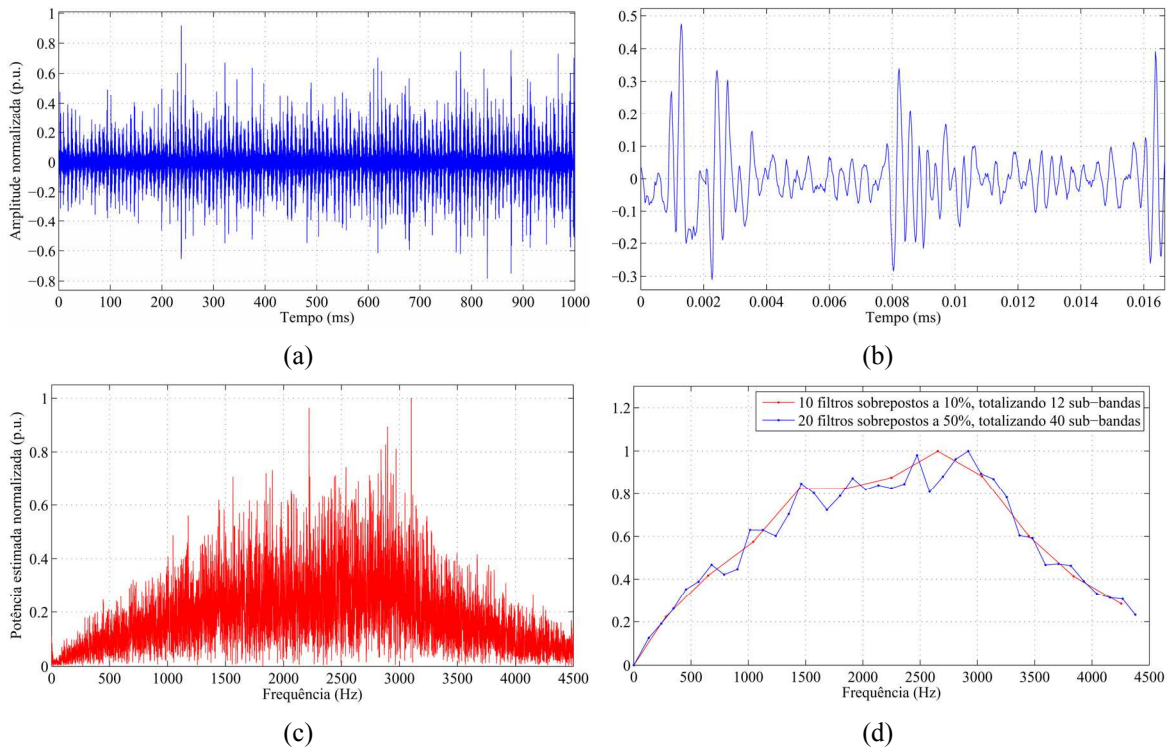 1
0.8
0.6
0.4
0.2
0
−0.2
−0.4
−0.6
−0.8
0 100 200 300 400 500 600 700 800 900 1000
Amplitude normalizada (p.u.)
Tempo (ms)
(a)
0.5
0.4
0.3
0.2
0.1
0
−0.1
−0.2
−0.3
0 0.002 0.004 0.006 0.008 0.01 0.012 0.014 0.016
Tempo (ms)
(b)
1
0.8
0.6
0.4
0.2
0
0 500 1000 1500 2000 2500 3000 3500 4000 4500
Potência estimada normalizada (p.u.)
Frequência (Hz)
(c)
10 filtros sobrepostos a 10%, totalizando 12 sub−bandas
20 filtros sobrepostos a 50%, totalizando 40 sub−bandas
1.2
1
0.8
0.6
0.4
0.2
0
0 500 1000 1500 2000 2500 3000 3500 4000 4500
Frequência (Hz)
(d)